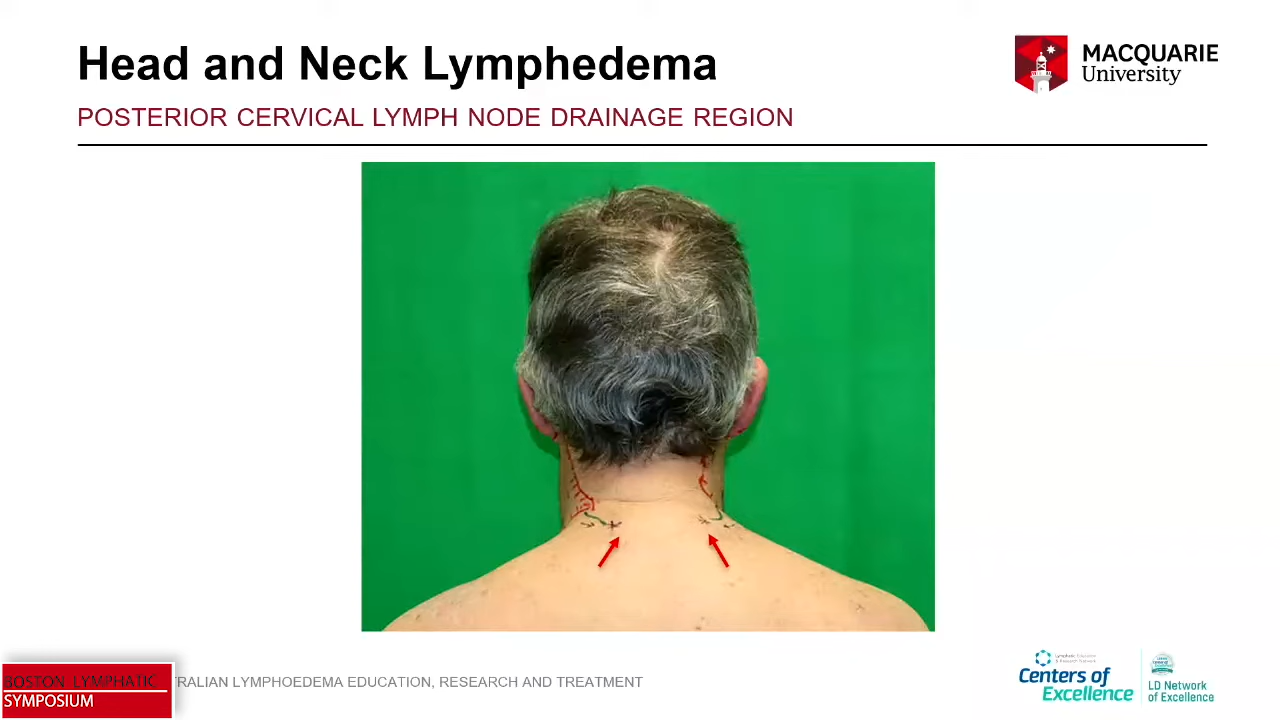 Head and Neck Lymphedema
MACQUARIE
University
POSTERIOR CERVICAL LYMPH NODE DRAINAGE REGION
BOSTON LYMPHATIC
SYMPOSIUM
TRALIAN LYMPHOEDEMA EDUCATION, RESEARCH AND TREATMENT
Centers of
Excellence
LD Network
of Excellence